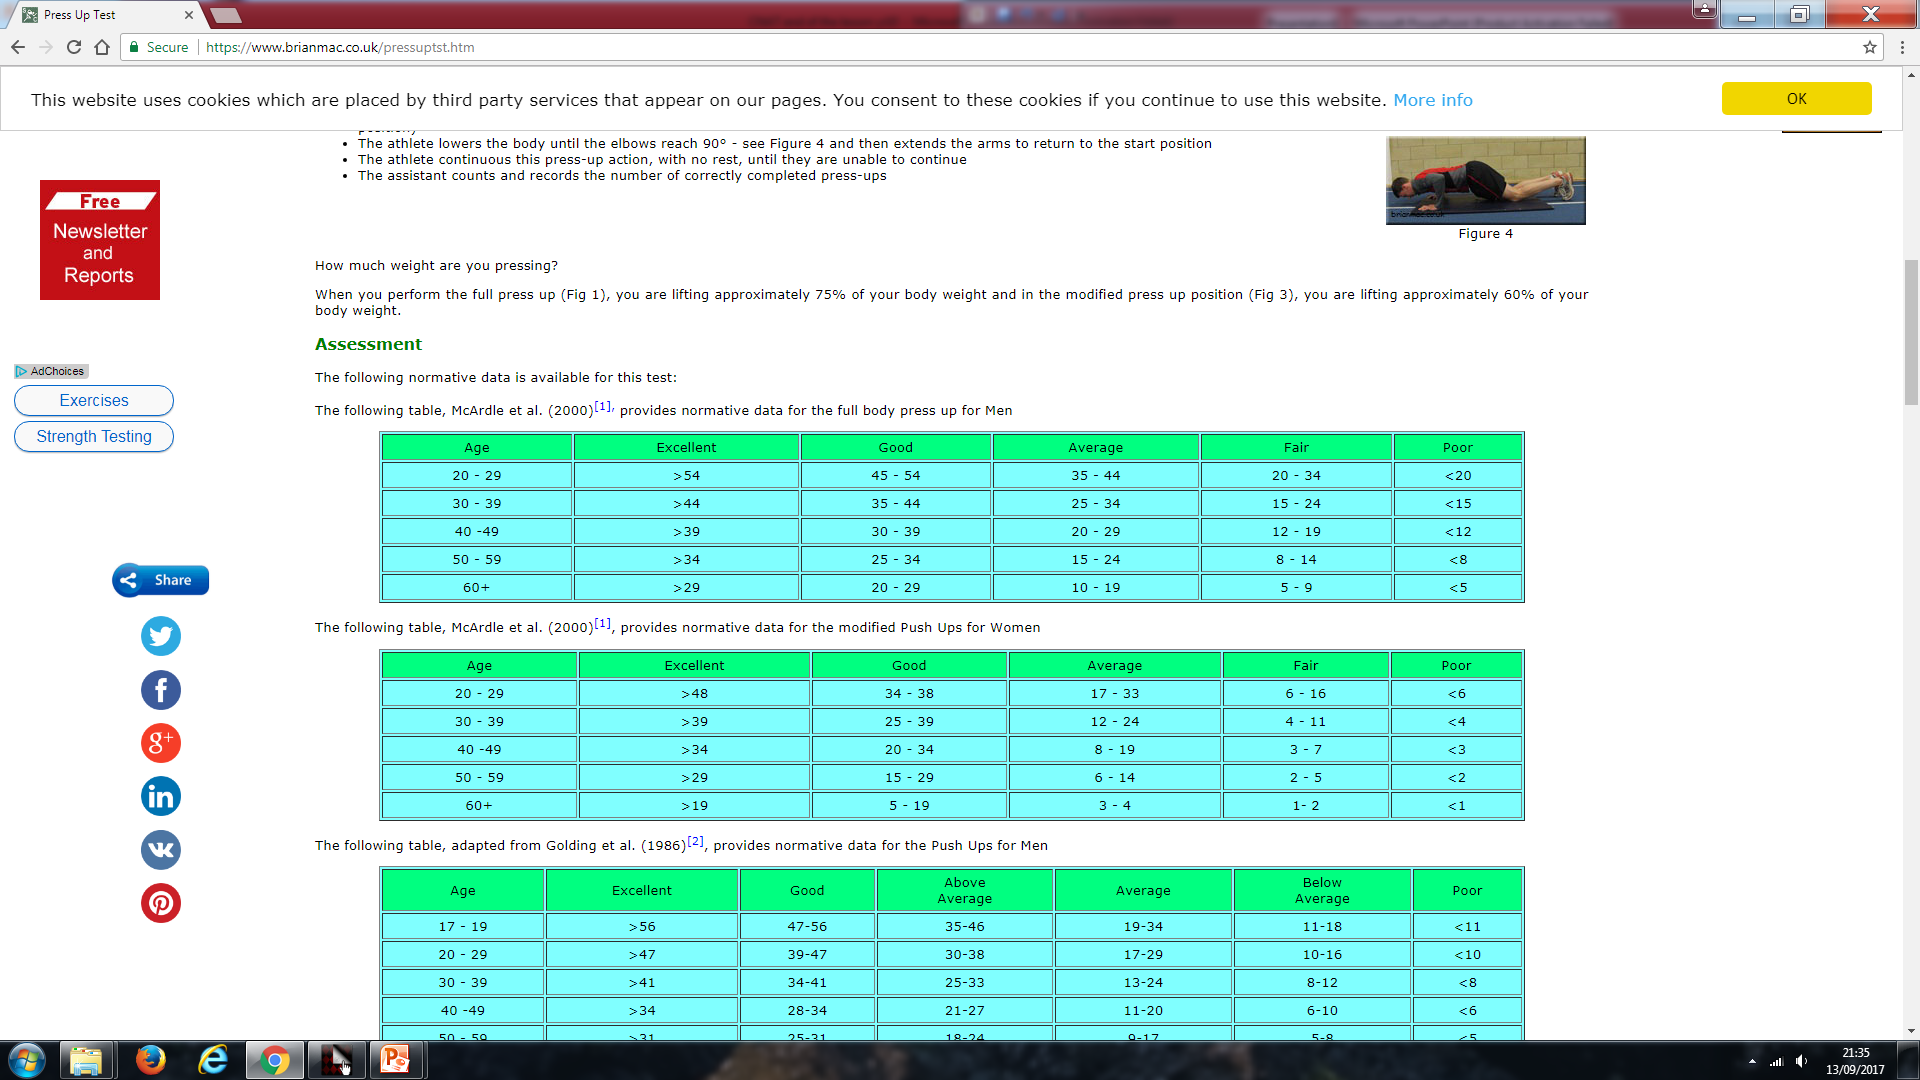 Press Up Test
Secure | https://www.brianmac.co.uk/pressuptst.htm
This website uses cookies which are placed by third party services that appear on our pages. You consent to these cookies if you continue to use this website. More info
OK
• The athlete lowers the body until the elbows reach 90° - see Figure 4 and then extends the arms to return to the start position
• The athlete continuous this press-up action, with no rest, until they are unable to continue
• The assistant counts and records the number of correctly completed press-ups
brianmac.co.uk
Figure 4
Free
Newsletter
and
Reports
How much weight are you pressing?
When you perform the full press up (Fig 1), you are lifting approximately 75% of your body weight and in the modified press up position (Fig 3), you are lifting approximately 60% of your
body weight.
Assessment
AdChoices
Exercises
Strength Testing
The following normative data is available for this test:
The following table, McArdle et al. (2000)[1], provides normative data for the full body press up for Men
Age Excellent Good Average Fair Poor
20 - 29 >54 45 - 54 35 - 44 20 - 34 <20
30 - 39 >44 35 - 44 25 - 34 15 - 24 <15
40 -49 >39 30 - 39 20 - 29 12 - 19 <12
50 - 59 >34 25 - 34 15 - 24 8 - 14 <8
60+ >29 20 - 29 10 - 19 5 - 9 <5
Share
The following table, McArdle et al. (2000)[1], provides normative data for the modified Push Ups for Women
Age Excellent Good Average Fair Poor
20 - 29 >48 34 - 38 17 - 33 6 - 16 <6
30 - 39 >39 25 - 39 12 - 24 4 - 11 <4
40 -49 >34 20 - 34 8 - 19 3 - 7 <3
50 - 59 >29 15 - 29 6 - 14 2 - 5 <2
60+ >19 5 - 19 3 - 4 1- 2 <1
The following table, adapted from Golding et al. (1986)[2], provides normative data for the Push Ups for Men
Age Excellent Good Above Average Average Below Average Poor
17 - 19 >56 47-56 35-46 19-34 11-18 <11
20 - 29 >47 39-47 30-38 17-29 10-16 <10
30 - 39 >41 34-41 25-33 13-24 8-12 <8
40 -49 >34 28-34 21-27 11-20 6-10 <6
50 - 59 >31 25-31 18-24 9-17 5-8 <5
21:35
13/09/2017